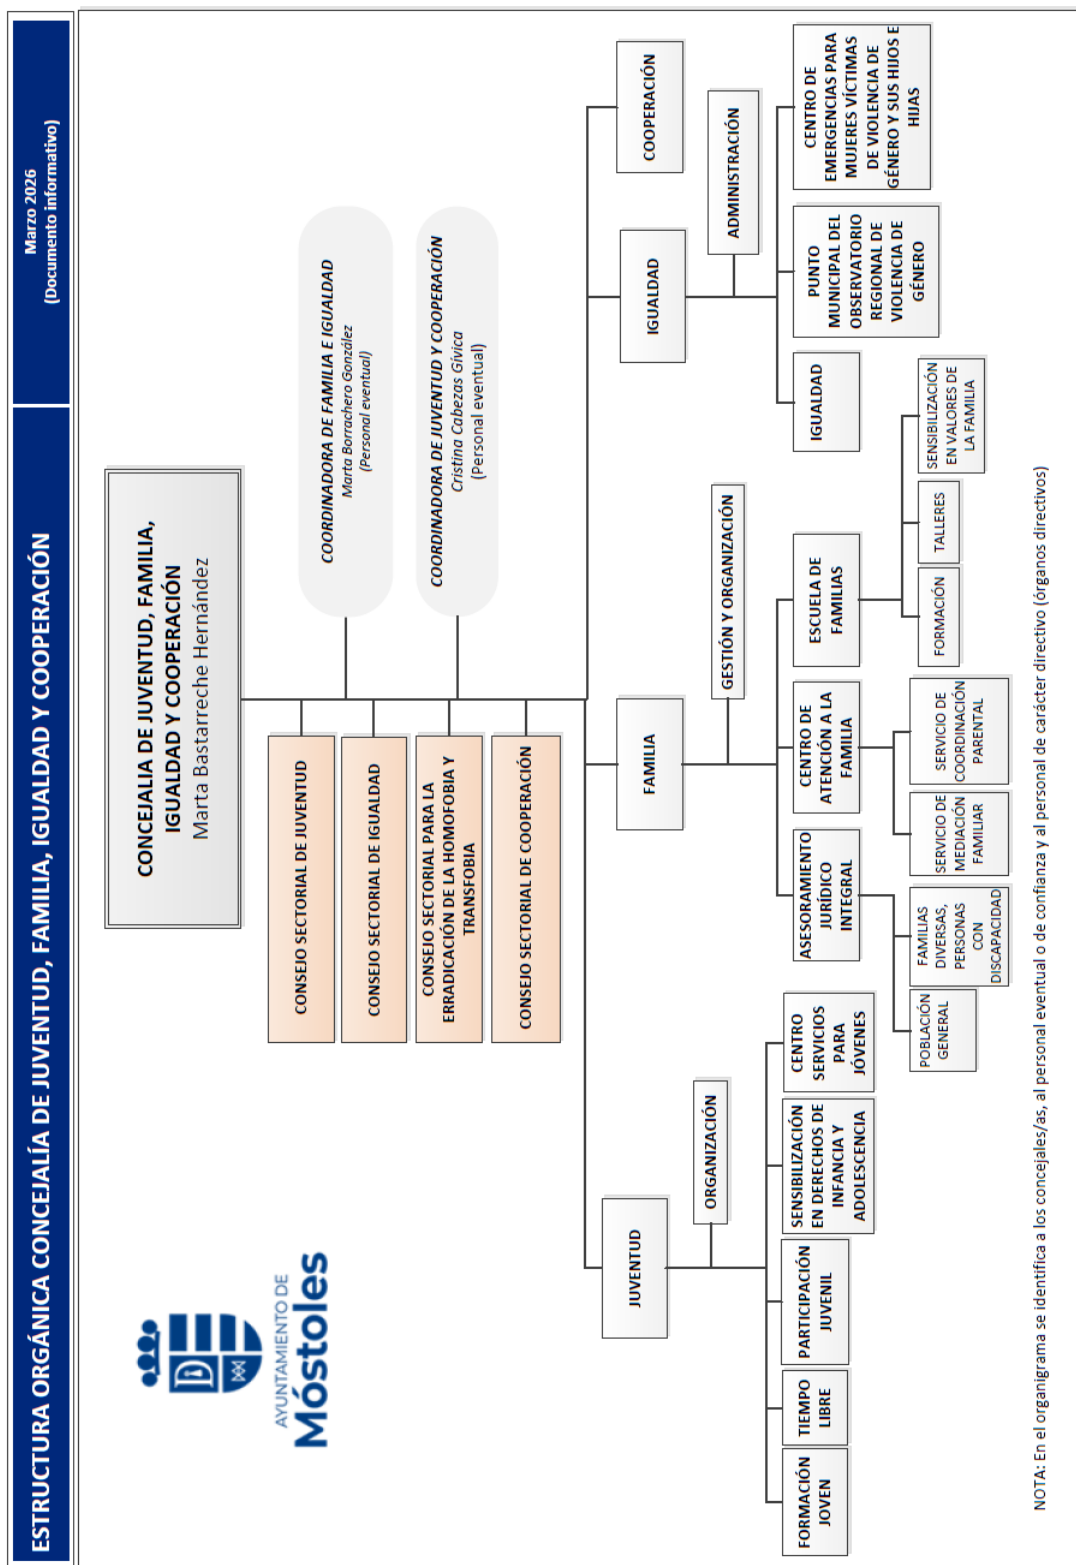 ESTRUCTURA ORGÁNICA CONCEJALÍA DE JUVENTUD, FAMILIA, IGUALDAD Y COOPERACIÓN
Marzo 2026
(Documento informativo)
AYUNTAMIENTO DE
Móstoles
CONCEJALIA DE JUVENTUD, FAMILIA,
IGUALDAD Y COOPERACIÓN
Marta Bastarreche Hernández
COORDINADORA DE FAMILIA E IGUALDAD
Marta Borrachero González
(Personal eventual)
COORDINADORA DE JUVENTUD Y COOPERACIÓN
Cristina Cabezas Gívica
(Personal eventual)
CONSEJO SECTORIAL DE JUVENTUD
CONSEJO SECTORIAL DE IGUALDAD
CONSEJO SECTORIAL PARA LA
ERRADICACIÓN DE LA HOMOFOBIA Y
TRANSFOBIA
CONSEJO SECTORIAL DE COOPERACIÓN
JUVENTUD
FAMILIA
IGUALDAD
COOPERACIÓN
ORGANIZACIÓN
GESTIÓN Y ORGANIZACIÓN
ADMINISTRACIÓN
FORMACIÓN
JOVEN
TIEMPO
LIBRE
PARTICIPACIÓN
JUVENIL
SENSIBILIZACIÓN
EN DERECHOS DE
INFANCIA Y
ADOLESCENCIA
CENTRO
SERVICIOS
PARA
JÓVENES
ASESORAMIENTO
JURÍDICO
INTEGRAL
CENTRO DE
ATENCIÓN A LA
FAMILIA
ESCUELA DE
FAMILIAS
IGUALDAD
PUNTO
MUNICIPAL DEL
OBSERVATORIO
REGIONAL DE
VIOLENCIA DE
GÉNERO
CENTRO DE
EMERGENCIAS PARA
MUJERES VÍCTIMAS
DE VIOLENCIA DE
GÉNERO Y SUS HIJOS E
HIJAS
POBLACIÓN
GENERAL
FAMILIAS
DIVERSAS,
PERSONAS
CON
DISCAPACIDAD
SERVICIO DE
MEDIACIÓN
FAMILIAR
SERVICIO DE
COORDINACIÓN
PARENTAL
FORMACIÓN
TALLERES
SENSIBILIZACIÓN
EN VALORES DE
LA FAMILIA
NOTA: En el organigrama se identifica a los concejales/as, al personal eventual o de confianza y al personal de carácter directivo (órganos directivos)